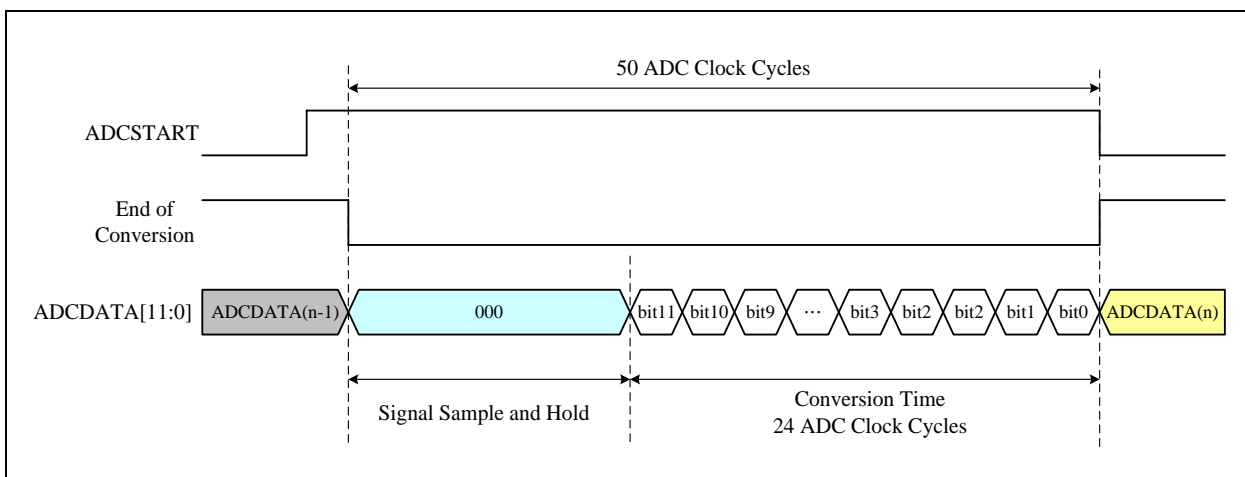 50 ADC Clock Cycles
ADCSTART
End of
Conversion
ADCDATA[11:0]
ADCDATA(n-1)
000
bit11
bit10
bit9
...
bit3
bit2
bit2
bit1
bit0
ADCDATA(n)
Signal Sample and Hold
Conversion Time
24 ADC Clock Cycles